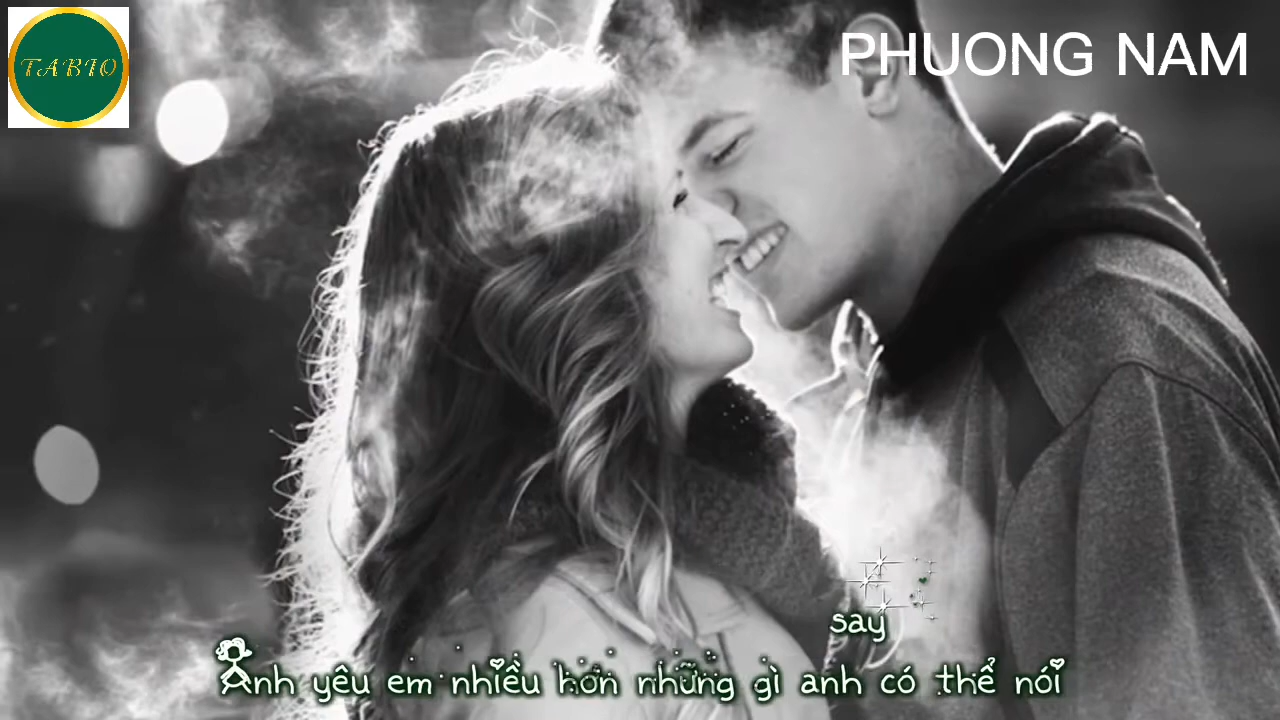 TABIO
PHUONG NAM
say
Anh yêu em nhiều hơn những gì anh có thể nói